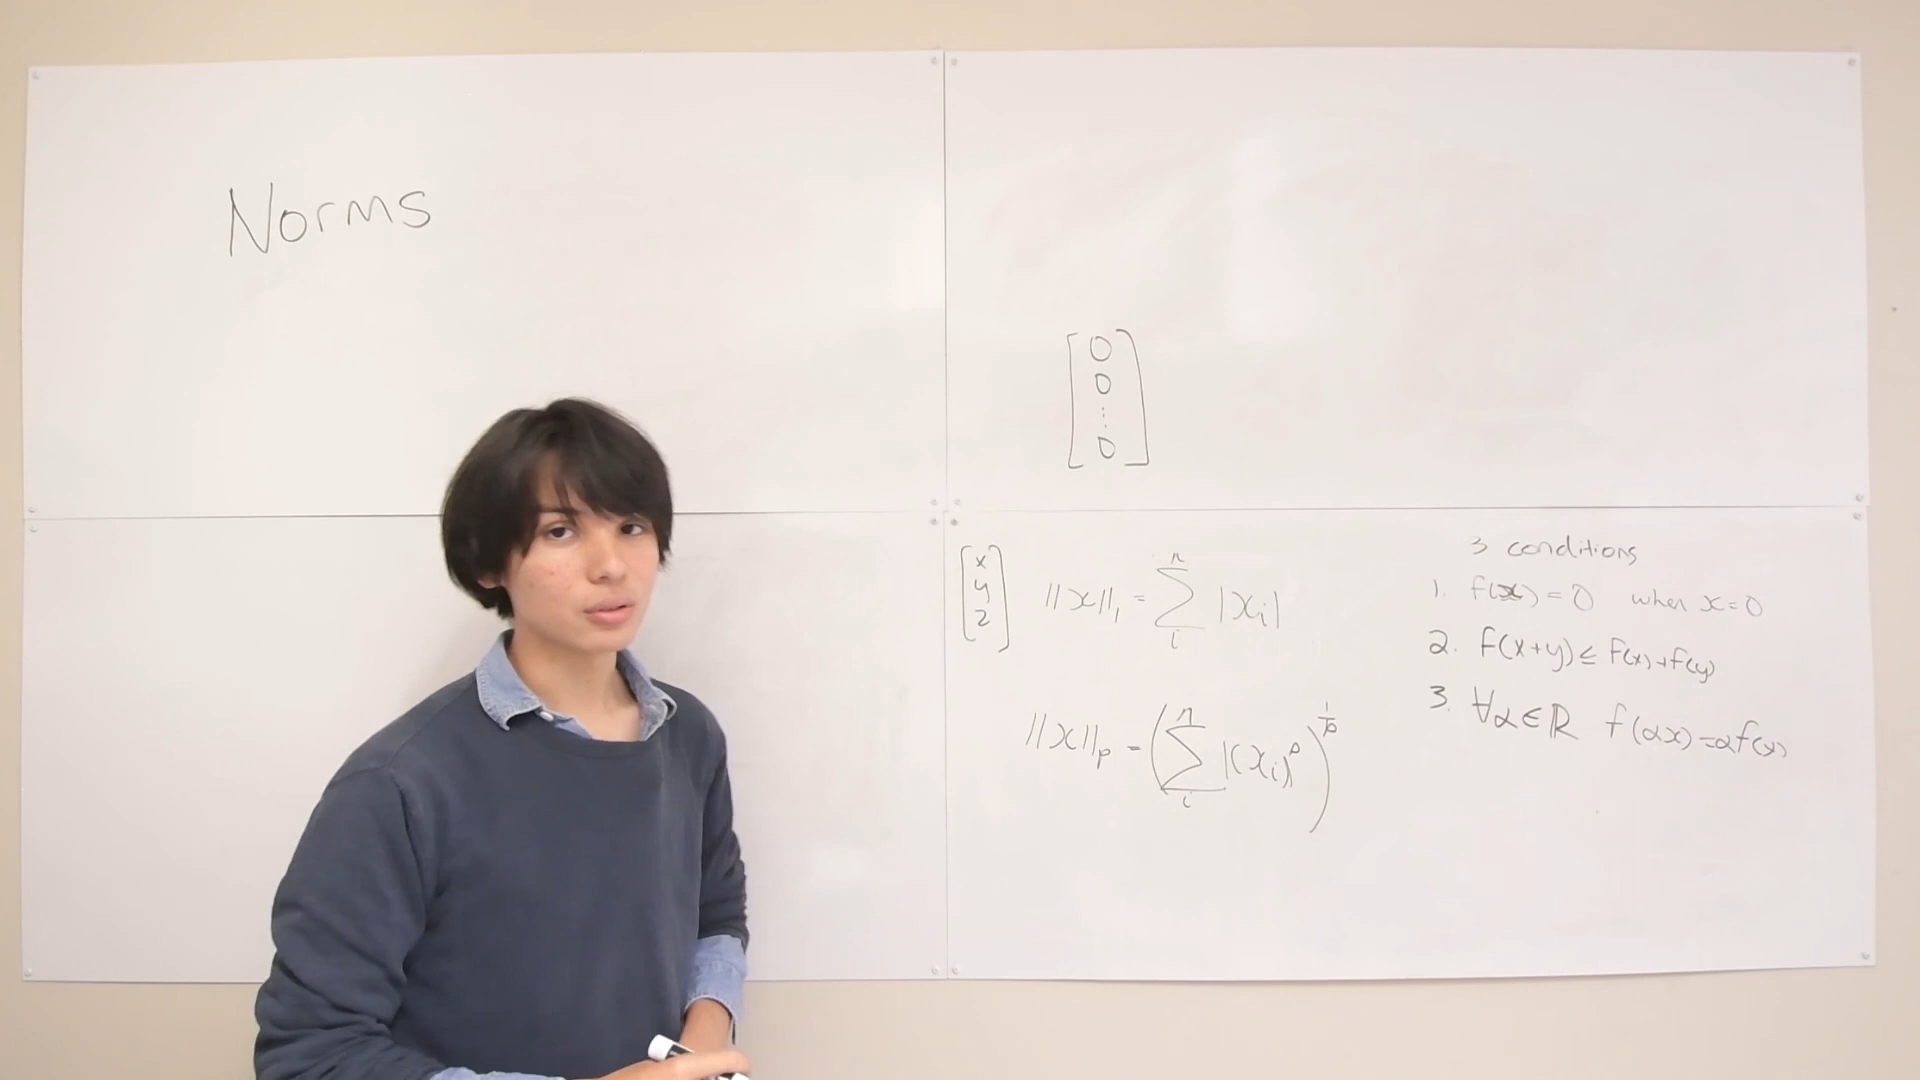 Norms
[0
0
⋮
0]
[x
y
z]
||x||₁ = Σᵢⁿ |xᵢ|
||x||ₚ = (Σᵢⁿ |(xᵢ)ᵖ)^(1/p)
3 conditions
1. f(x) = 0 when x=0
2. f(x+y) ≤ f(x)+f(y)
3. ∀α∈ℝ f(αx)=αf(x)